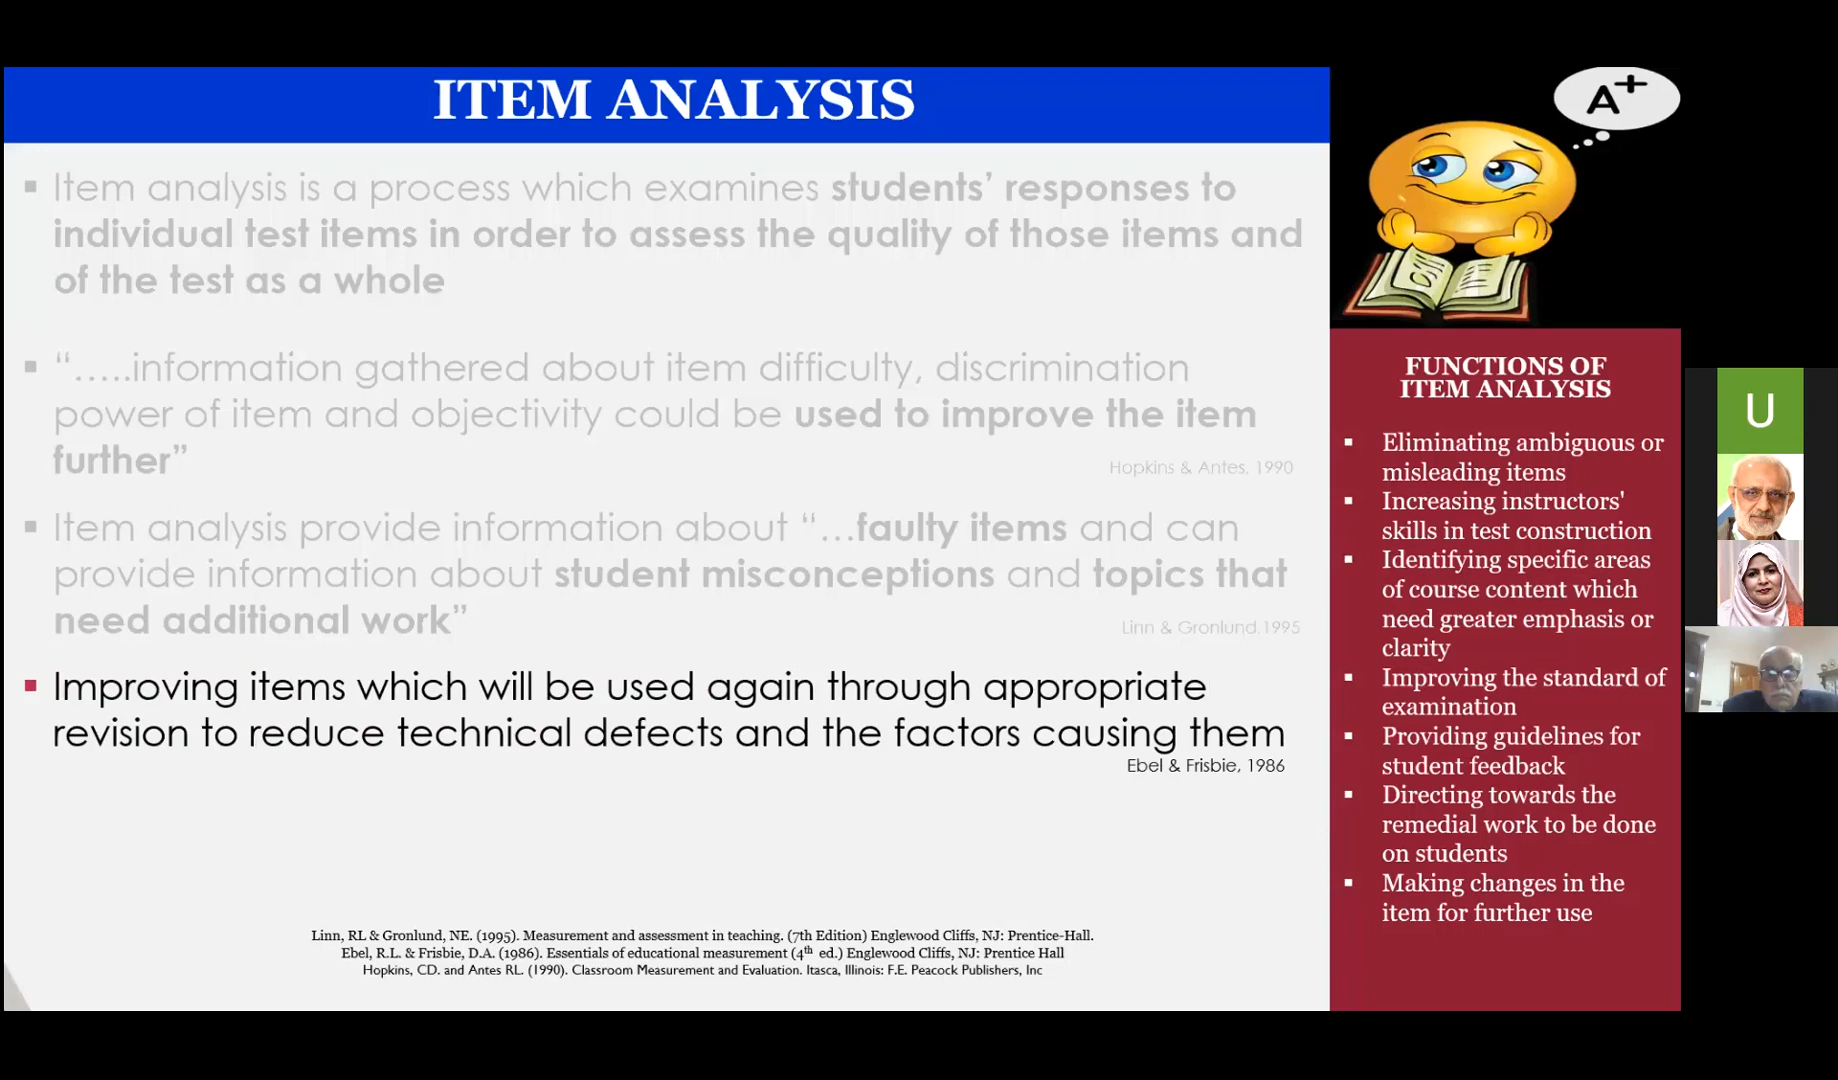 ITEM ANALYSIS
▪ Item analysis is a process which examines students’ responses to
individual test items in order to assess the quality of those items and
of the test as a whole
▪ “…..information gathered about item difficulty, discrimination
power of item and objectivity could be used to improve the item
further”
Hopkins & Antes, 1990
▪ Item analysis provide information about “…faulty items and can
provide information about student misconceptions and topics that
need additional work”
Linn & Gronlund.1995
▪ Improving items which will be used again through appropriate
revision to reduce technical defects and the factors causing them
Ebel & Frisbie, 1986
Linn, RL & Gronlund, NE. (1995). Measurement and assessment in teaching. (7th Edition) Englewood Cliffs, NJ: Prentice-Hall.
Ebel, R.L. & Frisbie, D.A. (1986). Essentials of educational measurement (4th ed.) Englewood Cliffs, NJ: Prentice Hall
Hopkins, CD. and Antes RL. (1990). Classroom Measurement and Evaluation. Itasca, Illinois: F.E. Peacock Publishers, Inc
A+
FUNCTIONS OF
ITEM ANALYSIS
▪ Eliminating ambiguous or
misleading items
▪ Increasing instructors'
skills in test construction
▪ Identifying specific areas
of course content which
need greater emphasis or
clarity
▪ Improving the standard of
examination
▪ Providing guidelines for
student feedback
▪ Directing towards the
remedial work to be done
on students
▪ Making changes in the
item for further use
U